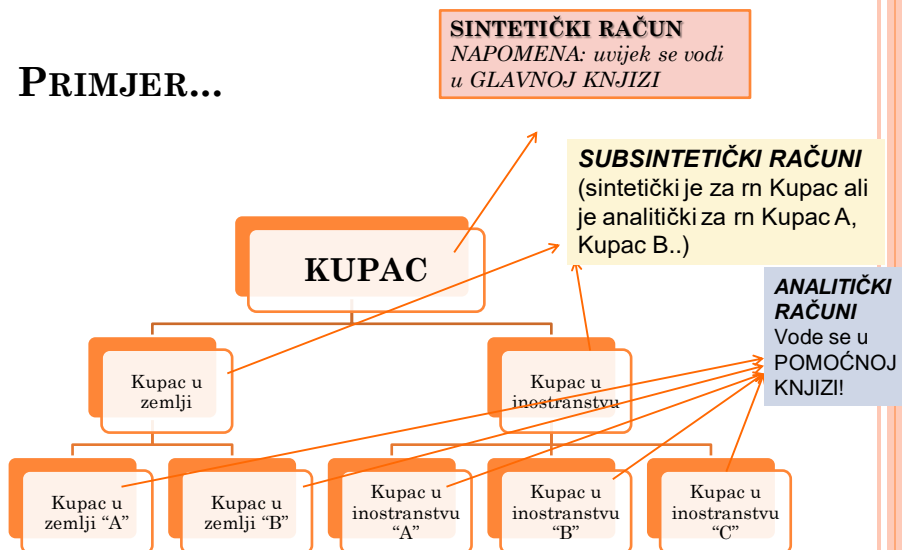 PRIMJER...
SINTETIČKI RAČUN
NAPOMENA: uvijek se vodi
u GLAVNOJ KNJIZI
SUBSINTETIČKI RAČUNI
(sintetički je za rn Kupac ali
je analitički za rn Kupac A,
Kupac B..)
KUPAC
ANALITIČKI
RAČUNI
Vode se u
POMOĆNOJ
KNJIZI!
Kupac u
zemlji
Kupac u
inostranstvu
Kupac u
zemlji “A”
Kupac u
zemlji “B”
Kupac u
inostranstvu
“A”
Kupac u
inostranstvu
“B”
Kupac u
inostranstvu
“C”